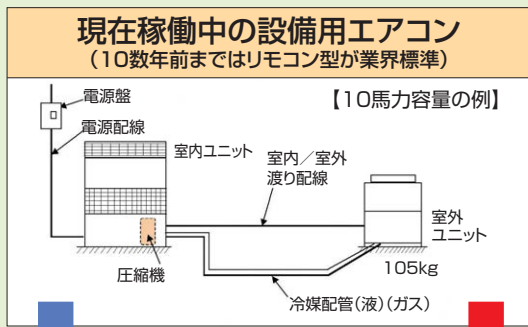 現在稼働中の設備用エアコン
(10数年前まではリモコン型が業界標準)
【10馬力容量の例】
電源盤
電源配線
室内ユニット
室内／室外
渡り配線
室外
ユニット
105kg
圧縮機
冷媒配管(液)(ガス)